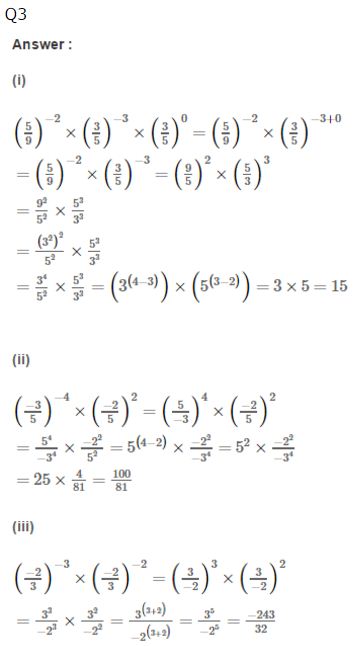 Q3
Answer :
(i)
(5/9)^{-2} × (3/5)^{-3} × (3/5)^{0} = (5/9)^{-2} × (3/5)^{-3+0}
= (5/9)^{-2} × (3/5)^{-3} = (9/5)^{2} × (5/3)^{3}
= 9^{2}/5^{2} × 5^{3}/3^{3}
= (3^{2})^{2}/5^{2} × 5^{3}/3^{3}
= 3^{4}/5^{2} × 5^{3}/3^{3} = (3^{(4-3)}) × (5^{(3-2)}) = 3 × 5 = 15
(ii)
(-3/5)^{-4} × (-2/5)^{2} = (5/-3)^{4} × (-2/5)^{2}
= 5^{4}/-3^{4} × -2^{2}/5^{2} = 5^{(4-2)} × -2^{2}/-3^{4} = 5^{2} × -2^{2}/-3^{4}
= 25 × 4/81 = 100/81
(iii)
(-2/3)^{-3} × (-2/3)^{-2} = (3/-2)^{3} × (3/-2)^{2}
= 3^{3}/-2^{3} × 3^{2}/-2^{2} = 3^{(3+2)}/-2^{(3+2)} = 3^{5}/-2^{5} = -243/32